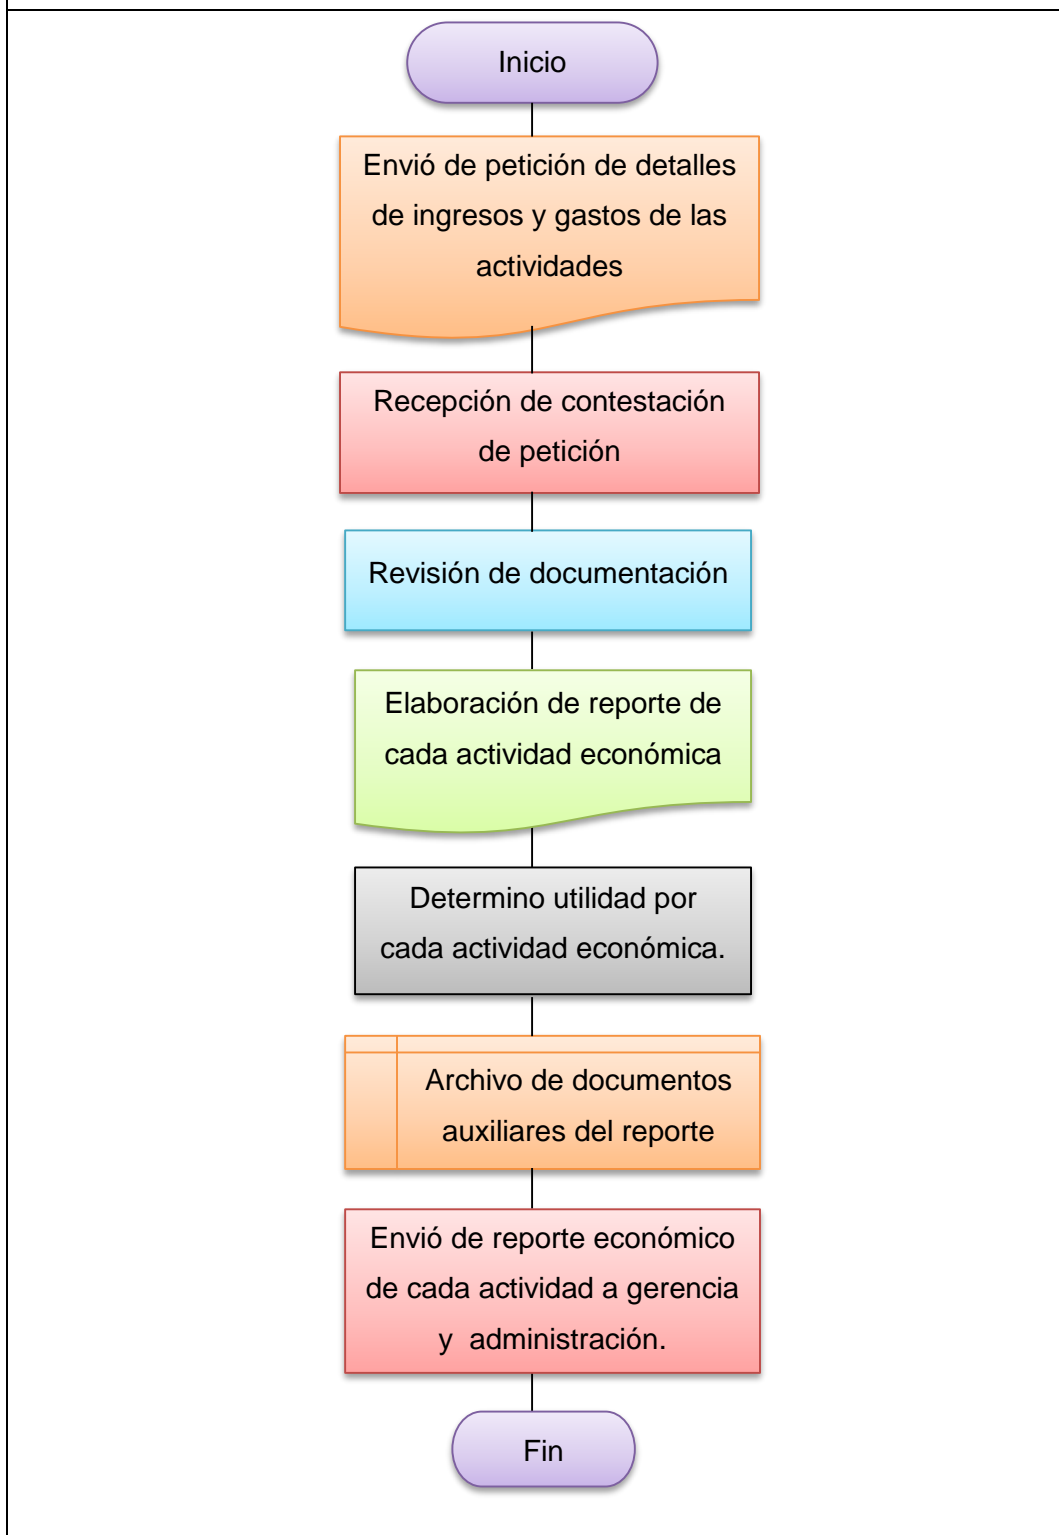 Inicio
Envió de petición de detalles
de ingresos y gastos de las
actividades
Recepción de contestación
de petición
Revisión de documentación
Elaboración de reporte de
cada actividad económica
Determino utilidad por
cada actividad económica.
Archivo de documentos
auxiliares del reporte
Envió de reporte económico
de cada actividad a gerencia
y administración.
Fin